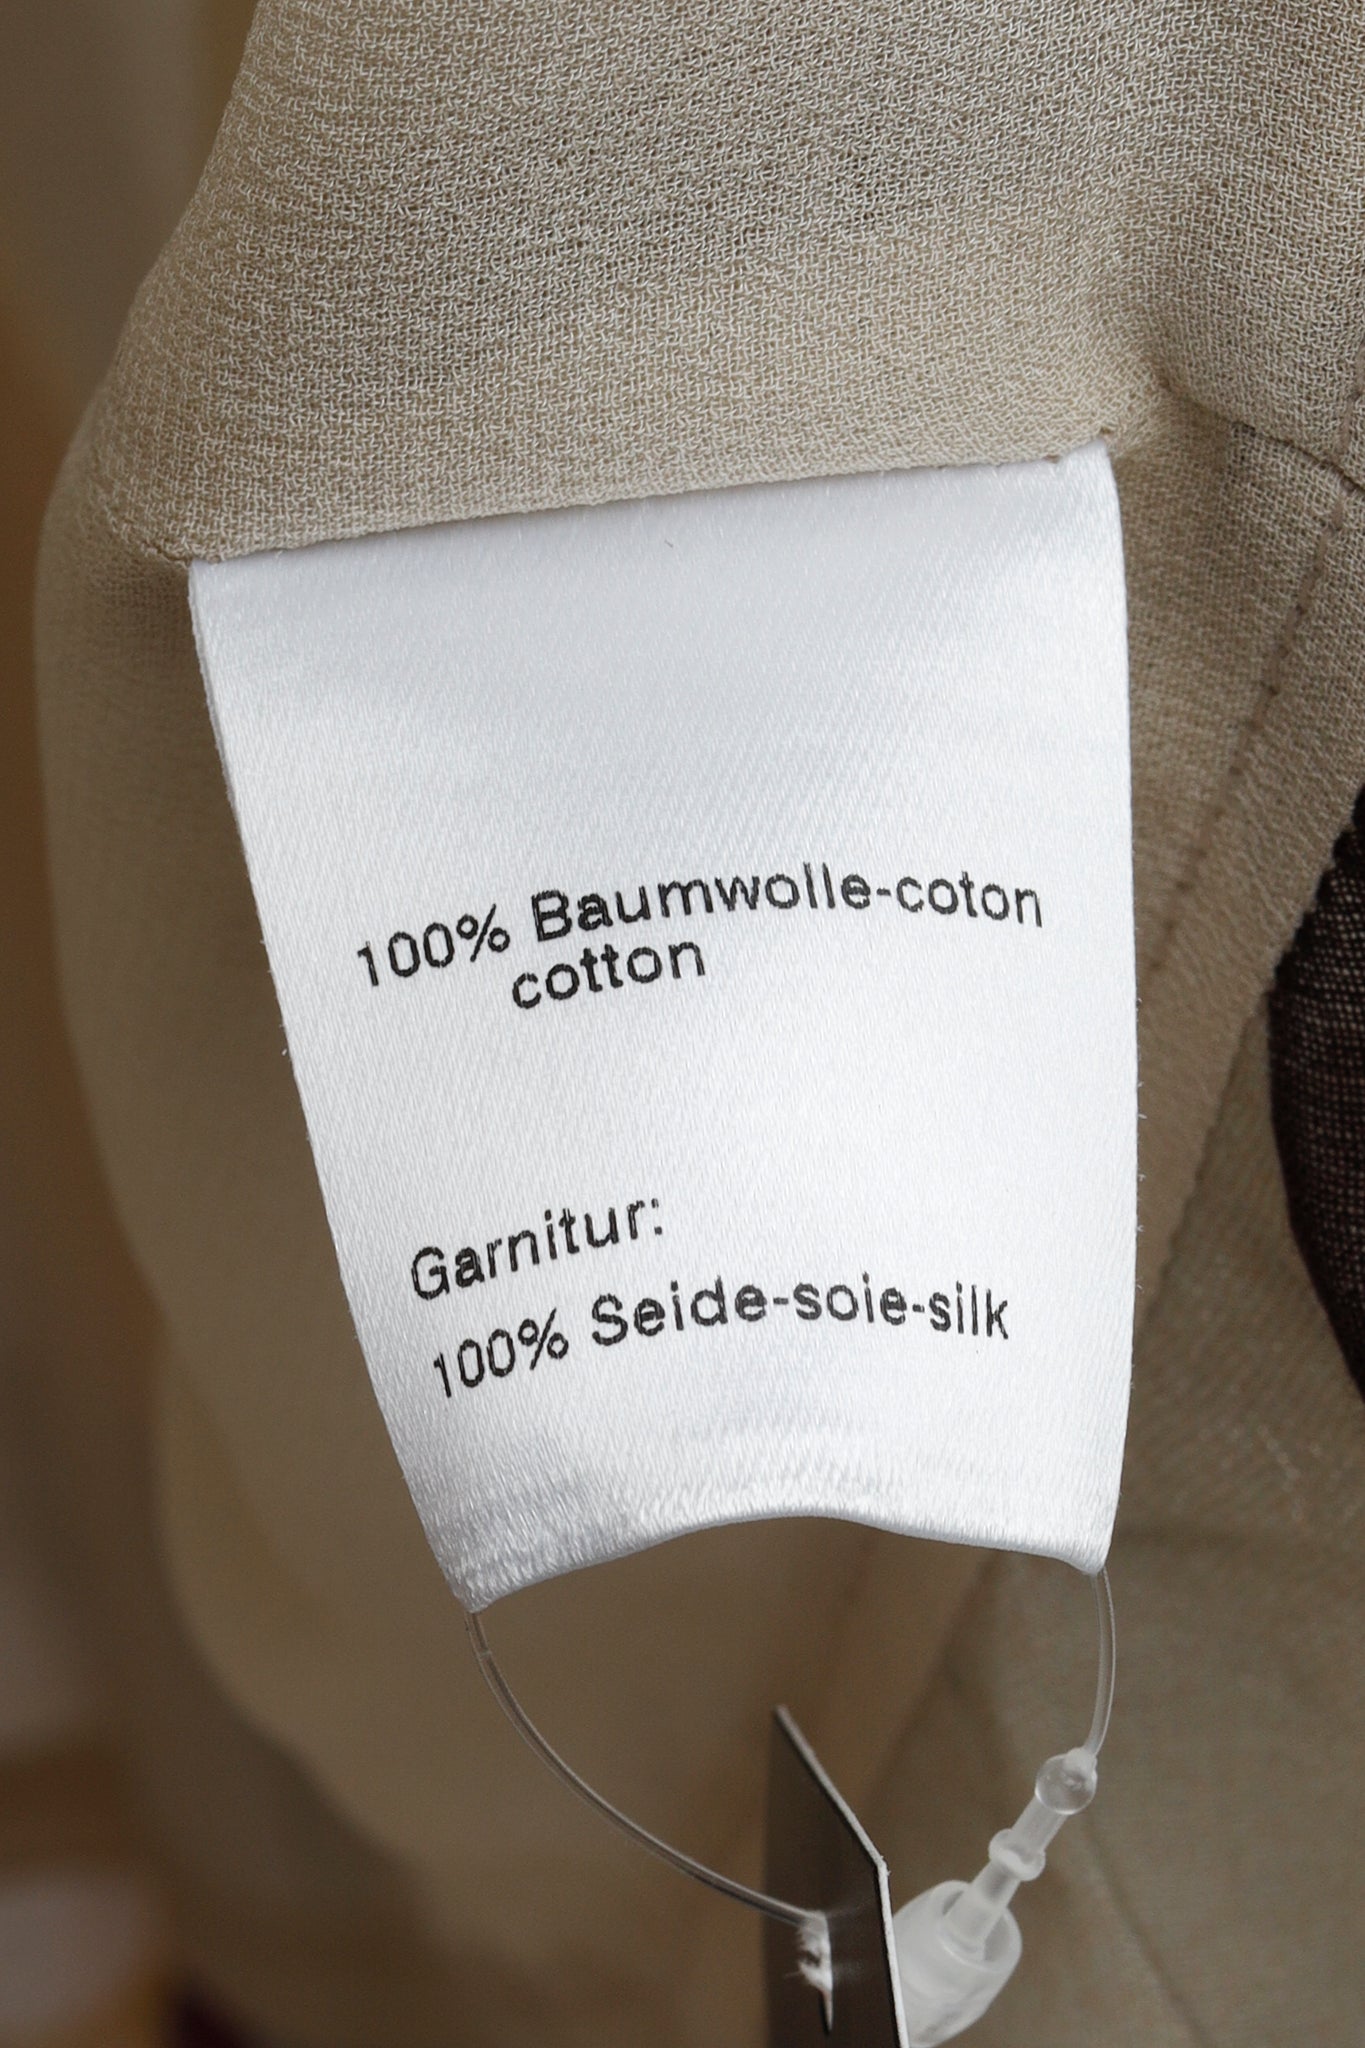 100% Baumwolle-coton
cotton
Garnitur:
100% Seide-soie-silk